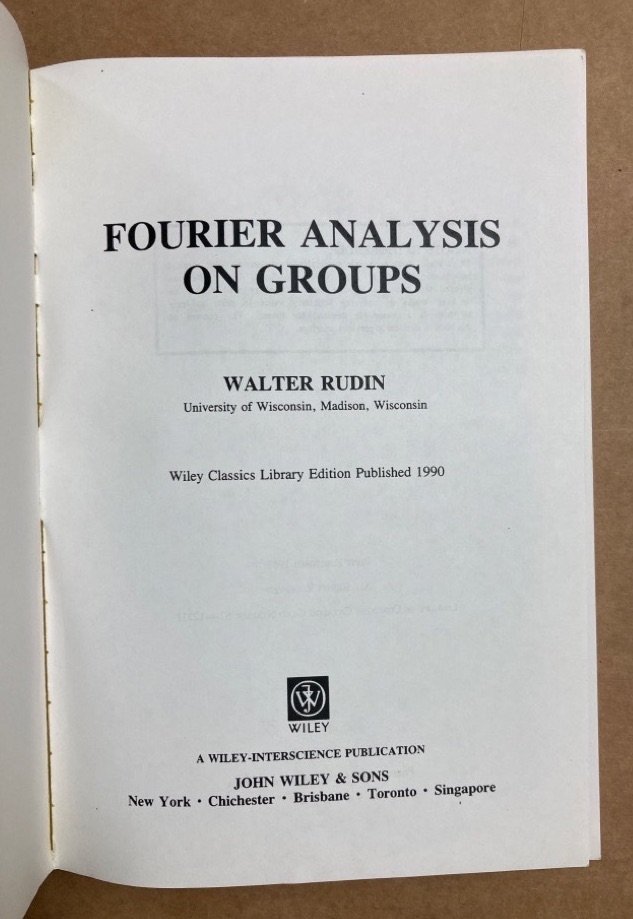 FOURIER ANALYSIS
ON GROUPS
WALTER RUDIN
University of Wisconsin, Madison, Wisconsin
Wiley Classics Library Edition Published 1990
WILEY
A WILEY-INTERSCIENCE PUBLICATION
JOHN WILEY & SONS
New York · Chichester · Brisbane · Toronto · Singapore